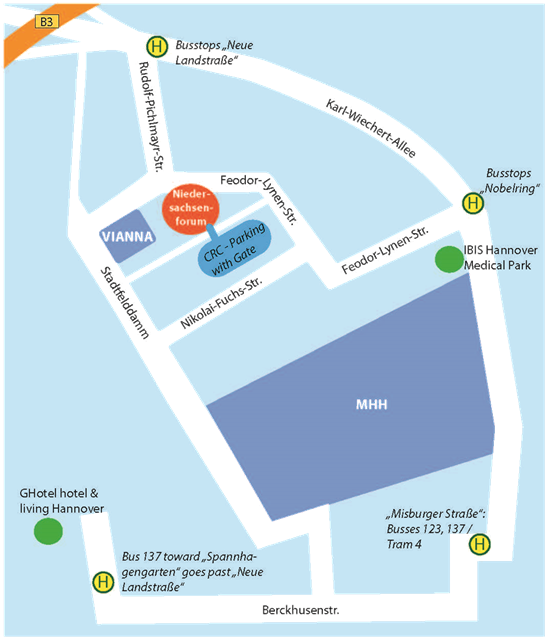 B3
H
Busstops „Neue
Landstraße“
Rudolf-Pichlmayr-Str.
Karl-Wiechert-Allee
Busstops
„Nobelring“
H
Feodor-Lynen-Str.
Nieder-
sachsen-
forum
VIANNA
CRC - Parking
with Gate
Feodor-Lynen-Str.
IBIS Hannover
Medical Park
Stadtfelddamm
Nikolai-Fuchs-Str.
MHH
GHotel hotel &
living Hannover
„Misburger Straße“:
Busses 123, 137 /
Tram 4
H
Bus 137 toward „Spannha-
gengarten“ goes past „Neue
Landstraße“
H
Berckhusenstr.